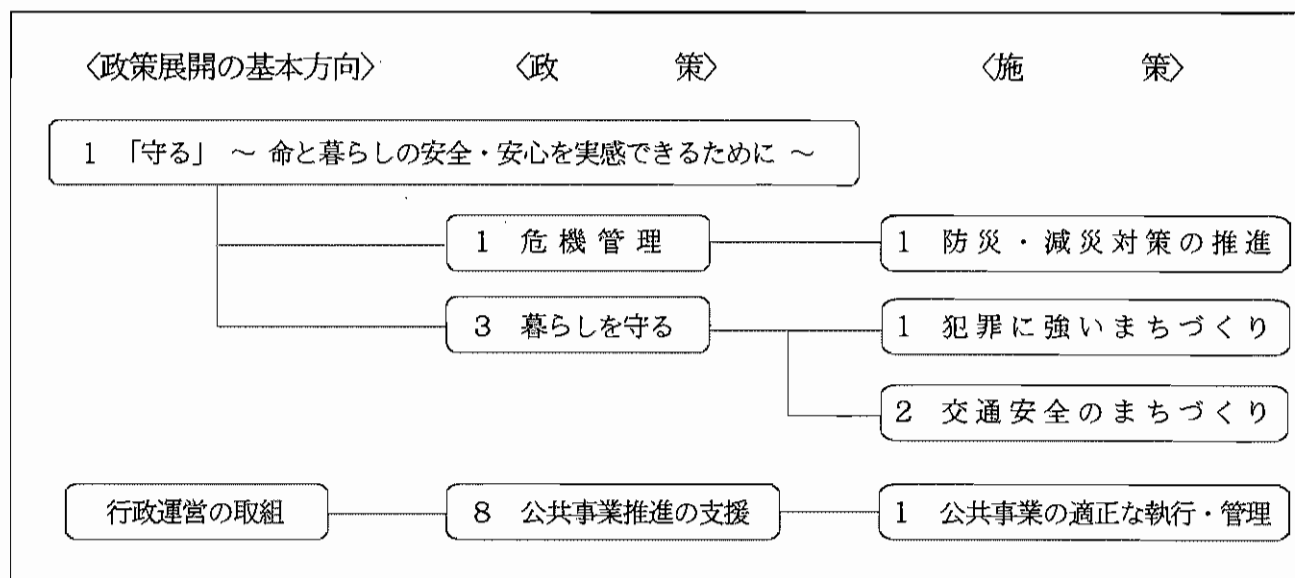 〈政策展開の基本方向〉 〈政　　　策〉 〈施　　　策〉
1 「守る」 ～ 命と暮らしの安全・安心を実感できるために ～
1 危機管理 1 防災・減災対策の推進
3 暮らしを守る 1 犯罪に強いまちづくり
2 交通安全のまちづくり
行政運営の取組 8 公共事業推進の支援 1 公共事業の適正な執行・管理